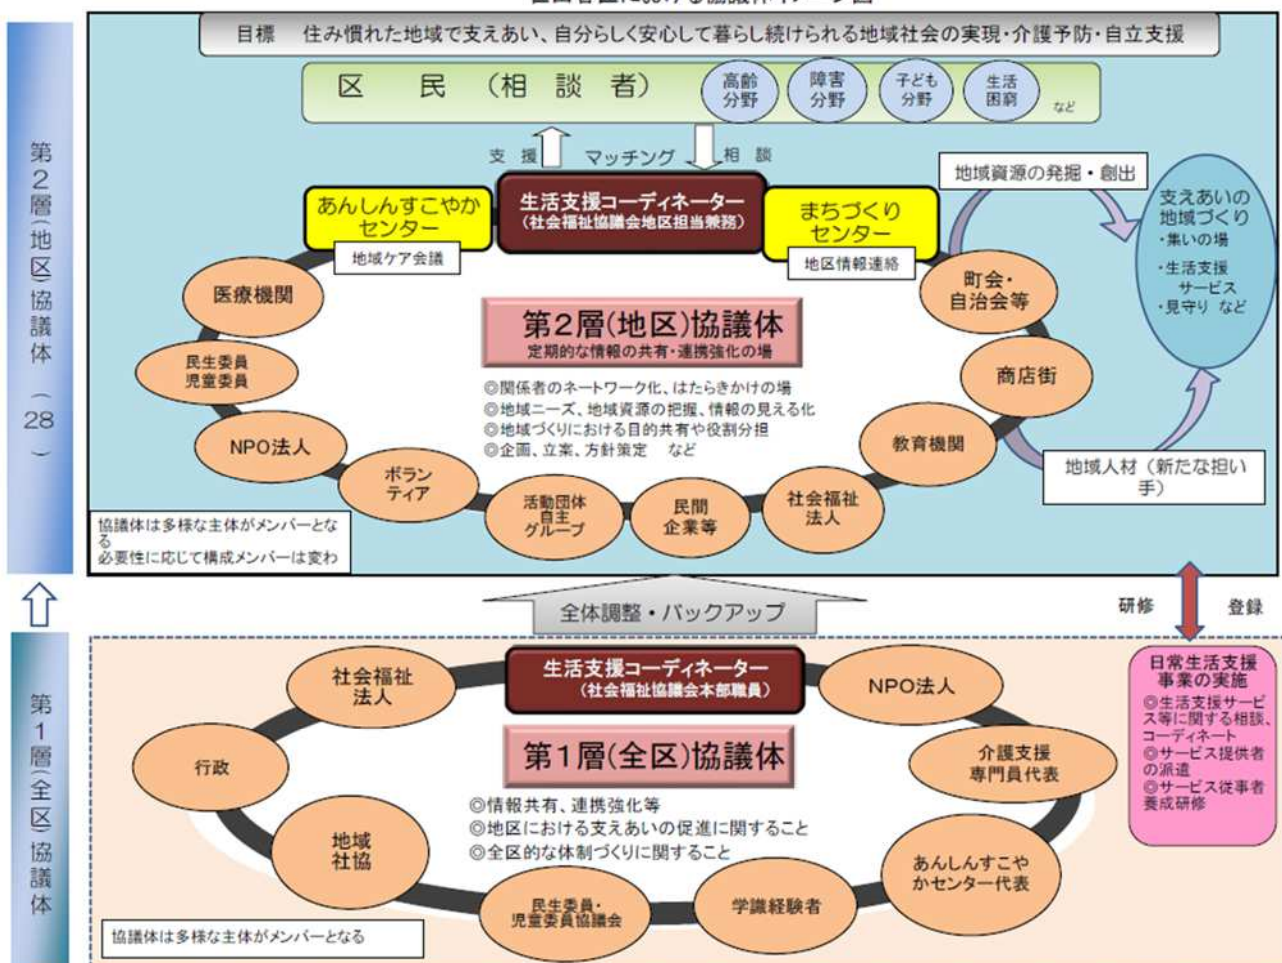 目標　住み慣れた地域で支えあい、自分らしく安心して暮らし続けられる地域社会の実現・介護予防・自立支援
区　民　（相　談　者）
高齢
分野
障害
分野
子ども
分野
生活
困窮
など
支　援
マッチング
相　談
第２層（地区）協議体（28）
あんしんすこやか
センター
地域ケア会議
生活支援コーディネーター
（社会福祉協議会地区担当兼務）
まちづくり
センター
地区情報連絡
地域資源の発掘・創出
支えあいの
地域づくり
・集いの場
・生活支援
サービス
・見守り など
医療機関
民生委員
児童委員
NPO法人
ボラン
ティア
活動団体
自主
グループ
民間
企業等
社会福祉
法人
教育機関
商店街
町会・
自治会等
第２層(地区)協議体
定期的な情報の共有・連携強化の場
◎関係者のネットワーク化、はたらきかけの場
◎地域ニーズ、地域資源の把握、情報の見える化
◎地域づくりにおける目的共有や役割分担
◎企画、立案、方針策定　など
地域人材（新たな担い
手）
協議体は多様な主体がメンバーとな
る
必要性に応じて構成メンバーは変わ
全体調整・バックアップ
研修
登録
第１層（全区）協議体
生活支援コーディネーター
（社会福祉協議会本部職員）
社会福祉
法人
行政
地域
社協
民生委員・
児童委員協議会
学識経験者
あんしんすこや
かセンター代表
介護支援
専門員代表
NPO法人
第１層(全区)協議体
◎情報共有、連携強化等
◎地区における支えあいの促進に関すること
◎全区的な体制づくりに関すること
協議体は多様な主体がメンバーとなる
日常生活支援
事業の実施
◎生活支援サービ
ス等に関する相談、
コーディネート
◎サービス提供者
の派遣
◎サービス従事者
養成研修